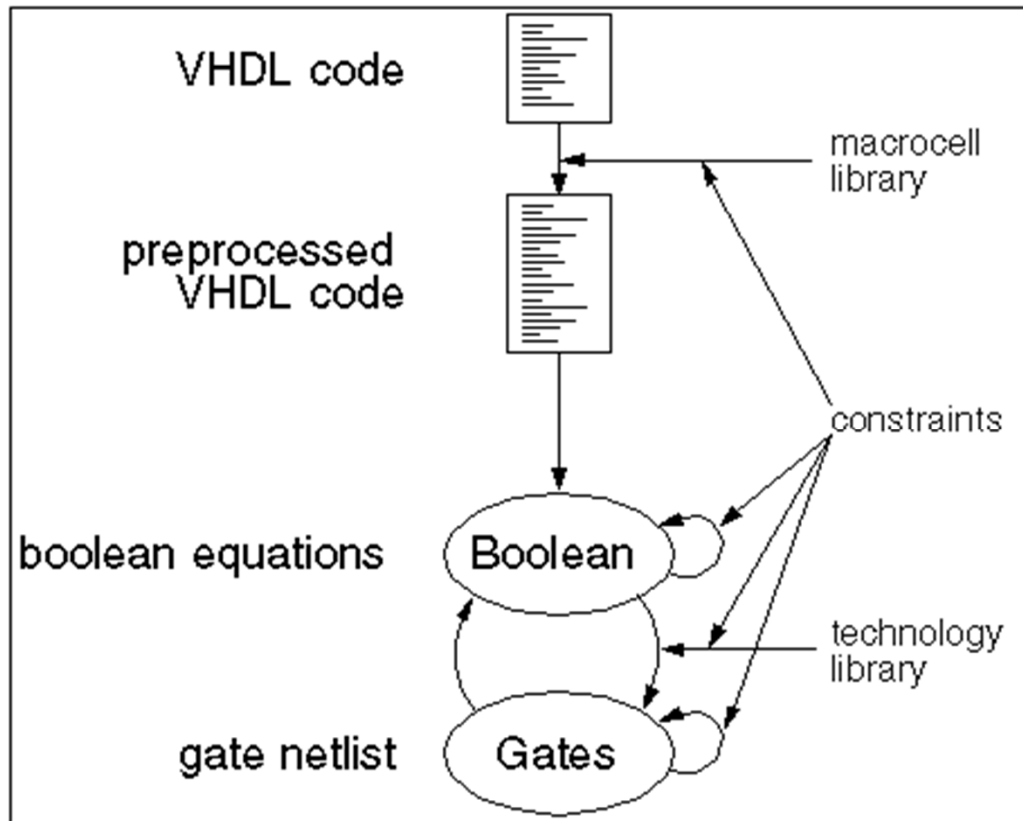 VHDL code
macrocell
library
preprocessed
VHDL code
constraints
boolean equations
Boolean
technology
library
gate netlist
Gates